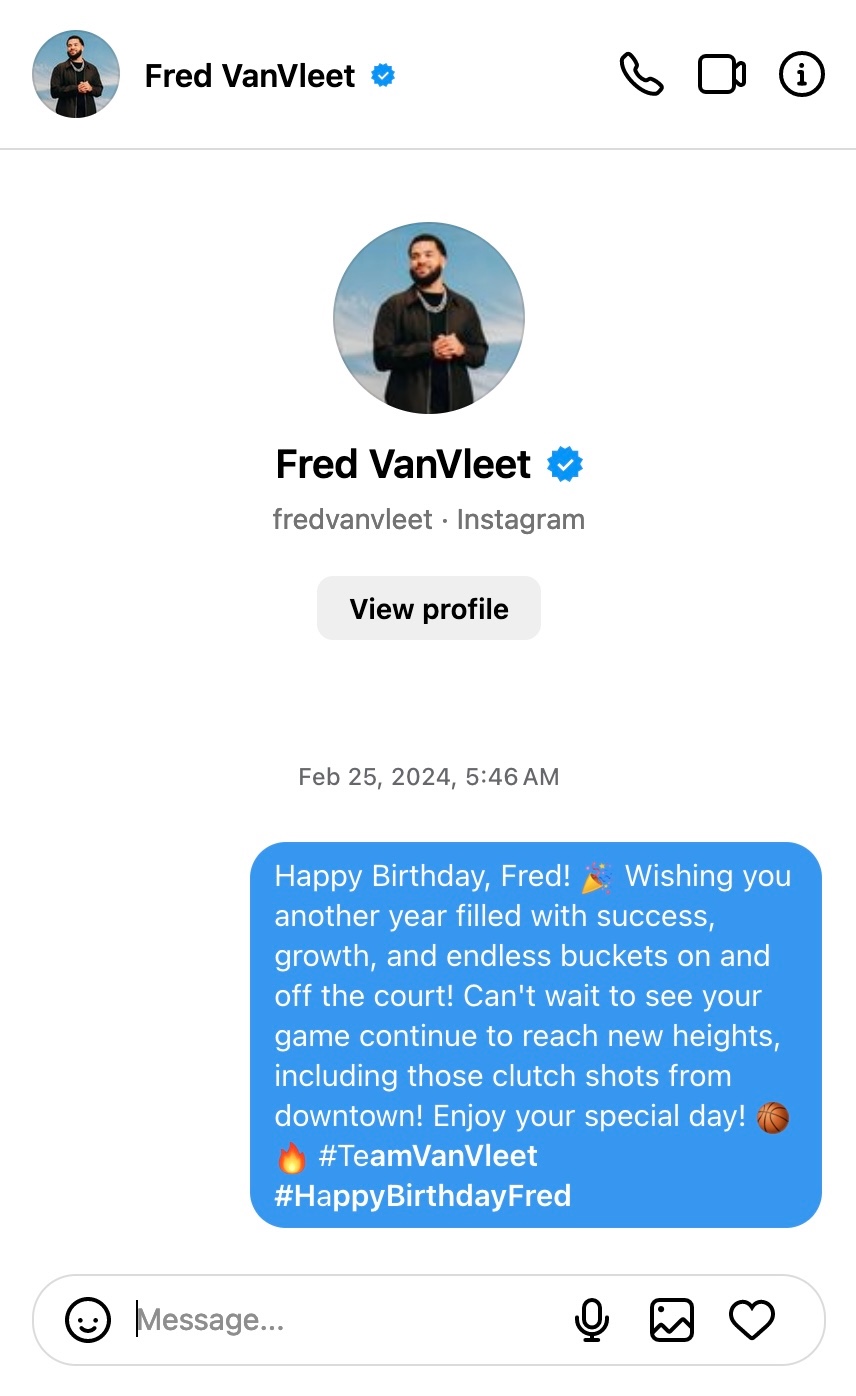 Fred VanVleet
Fred VanVleet
fredvanvleet · Instagram
View profile
Feb 25, 2024, 5:46 AM
Happy Birthday, Fred! 🎉 Wishing you
another year filled with success,
growth, and endless buckets on and
off the court! Can't wait to see your
game continue to reach new heights,
including those clutch shots from
downtown! Enjoy your special day! 🏀
🔥 #TeamVanVleet
#HappyBirthdayFred
Message...